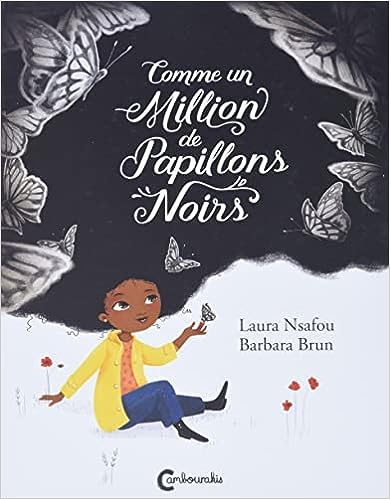 Comme un
Million
de
Papillons
Noirs
Laura Nsafou
Barbara Brun
Cambourakis